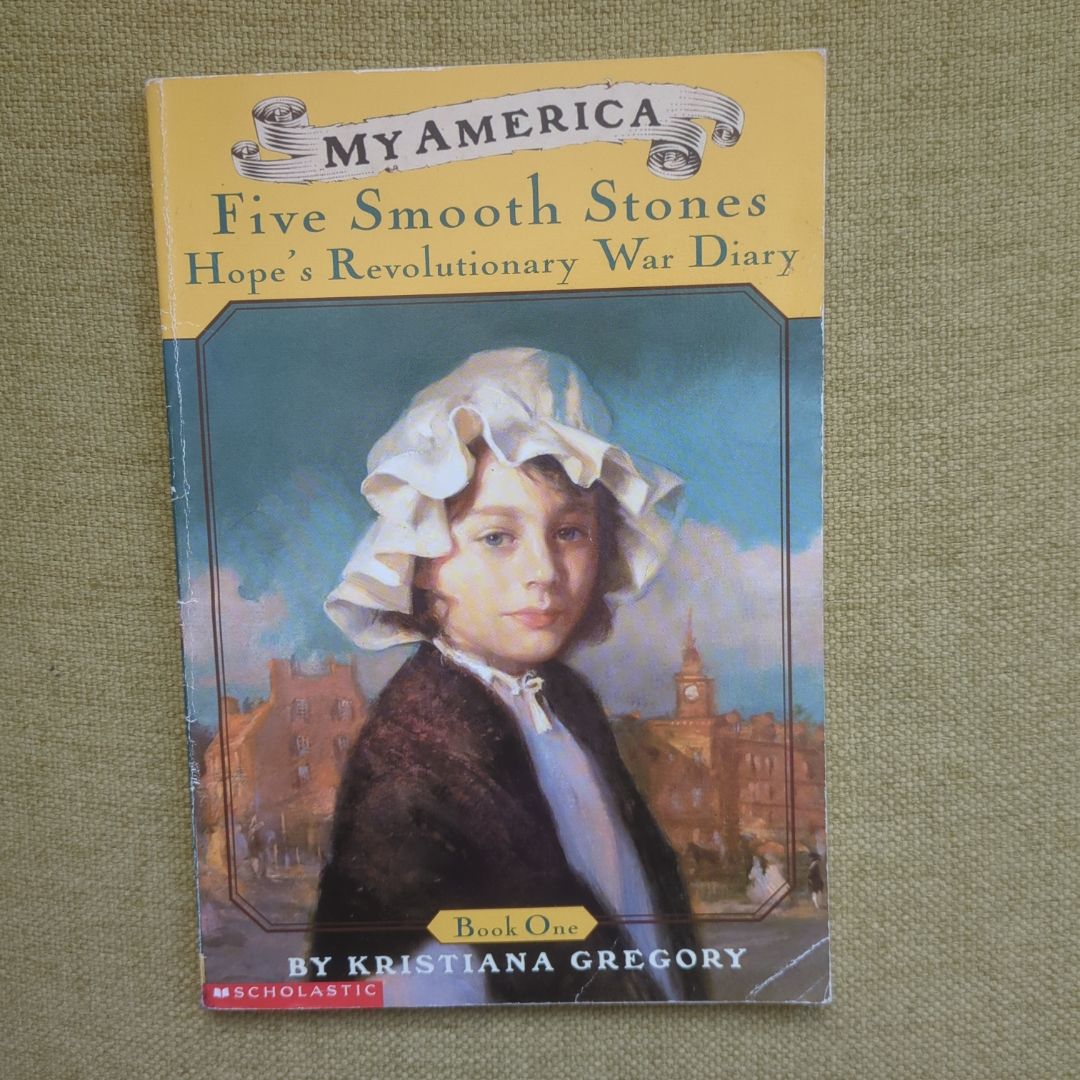 My America
Five Smooth Stones
Hope's Revolutionary War Diary
Book One
BY KRISTIANA GREGORY
SCHOLASTIC